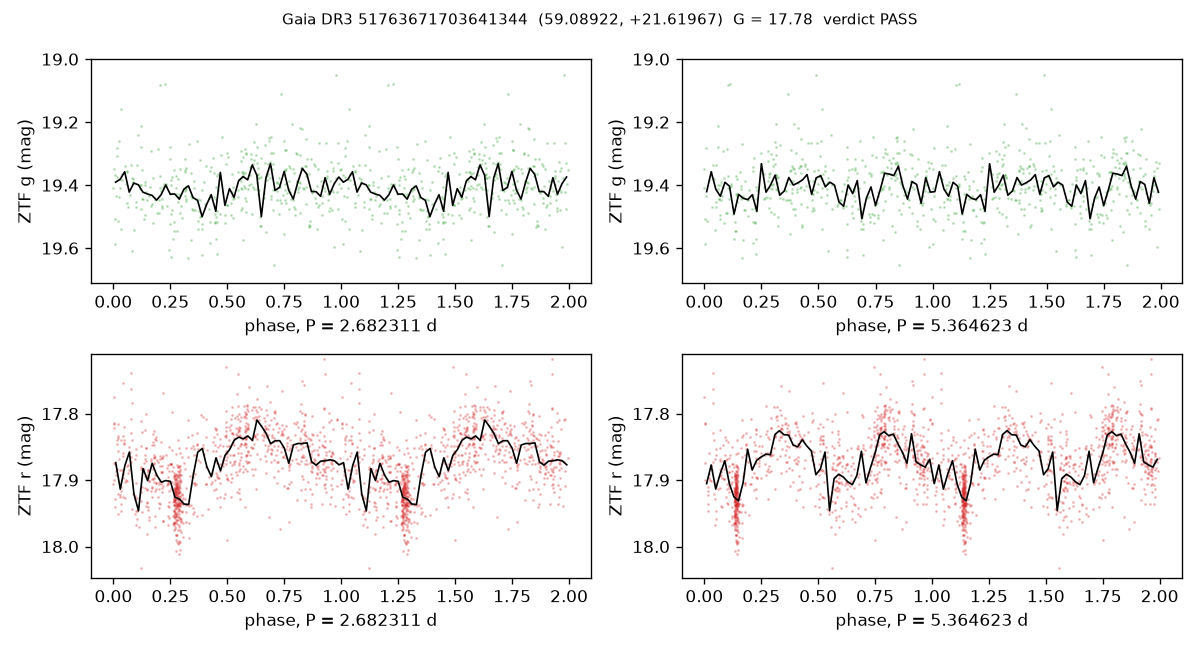 Gaia DR3 51763671703641344 (59.08922, +21.61967) G = 17.78 verdict PASS
19.0
19.2
19.4
19.6
ZTF g (mag)
0.00 0.25 0.50 0.75 1.00 1.25 1.50 1.75 2.00
phase, P = 2.682311 d
19.0
19.2
19.4
19.6
ZTF g (mag)
0.00 0.25 0.50 0.75 1.00 1.25 1.50 1.75 2.00
phase, P = 5.364623 d
17.8
17.9
18.0
ZTF r (mag)
0.00 0.25 0.50 0.75 1.00 1.25 1.50 1.75 2.00
phase, P = 2.682311 d
17.8
17.9
18.0
ZTF r (mag)
0.00 0.25 0.50 0.75 1.00 1.25 1.50 1.75 2.00
phase, P = 5.364623 d